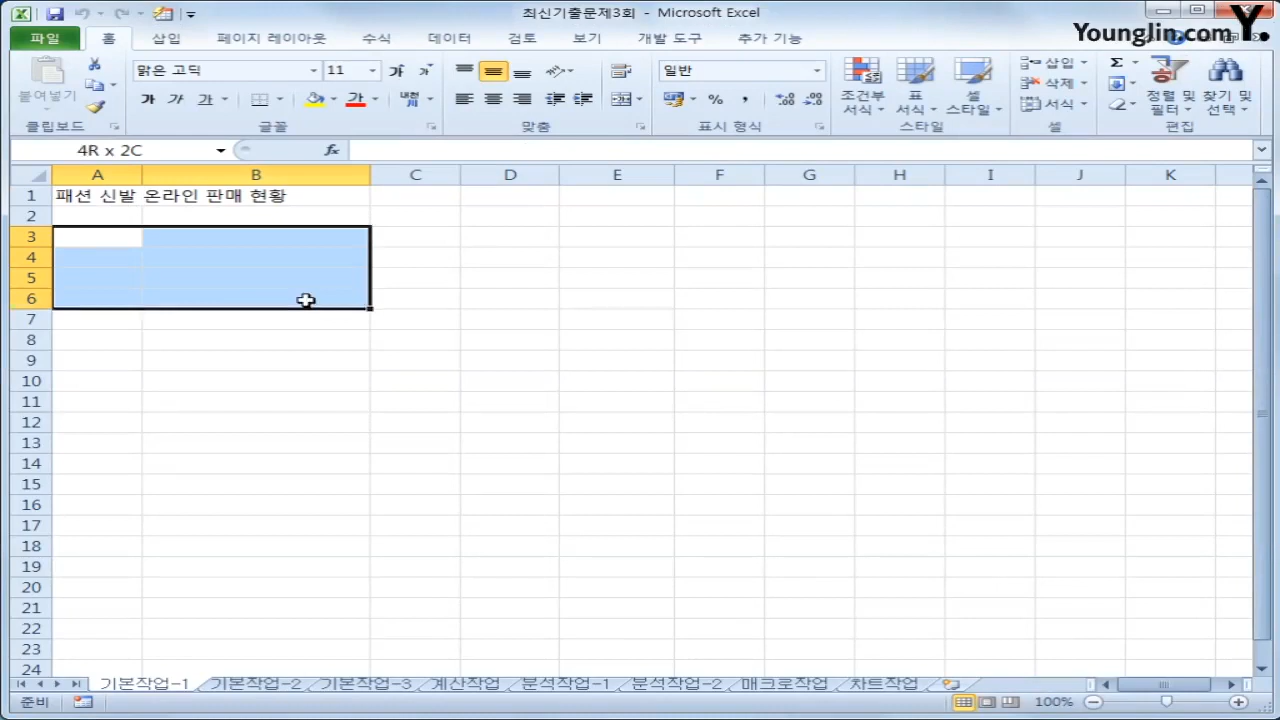 최신기출문제3회 - Microsoft Excel
Younglin.com Y.
파일 홈 삽입 페이지 레이아웃 수식 데이터 검토 보기 개발 도구 추가 기능
붙여넣기
클립보드
맑은 고딕 11 가 가
가 가 가 가 내천
글꼴
맞춤
일반
% ,
표시 형식
조건부 서식
표 서식
셀 스타일
스타일
삽입
삭제
서식
셀
Σ
정렬 및 필터
찾기 및 선택
편집
4R x 2C fx
A B C D E F G H I J K
1 패션 신발 온라인 판매 현황
2
3
4
5
6
7
8
9
10
11
12
13
14
15
16
17
18
19
20
21
22
23
24
기본작업-1 기본작업-2 기본작업-3 계산작업 분석작업-1 분석작업-2 매크로작업 차트작업
준비 100%